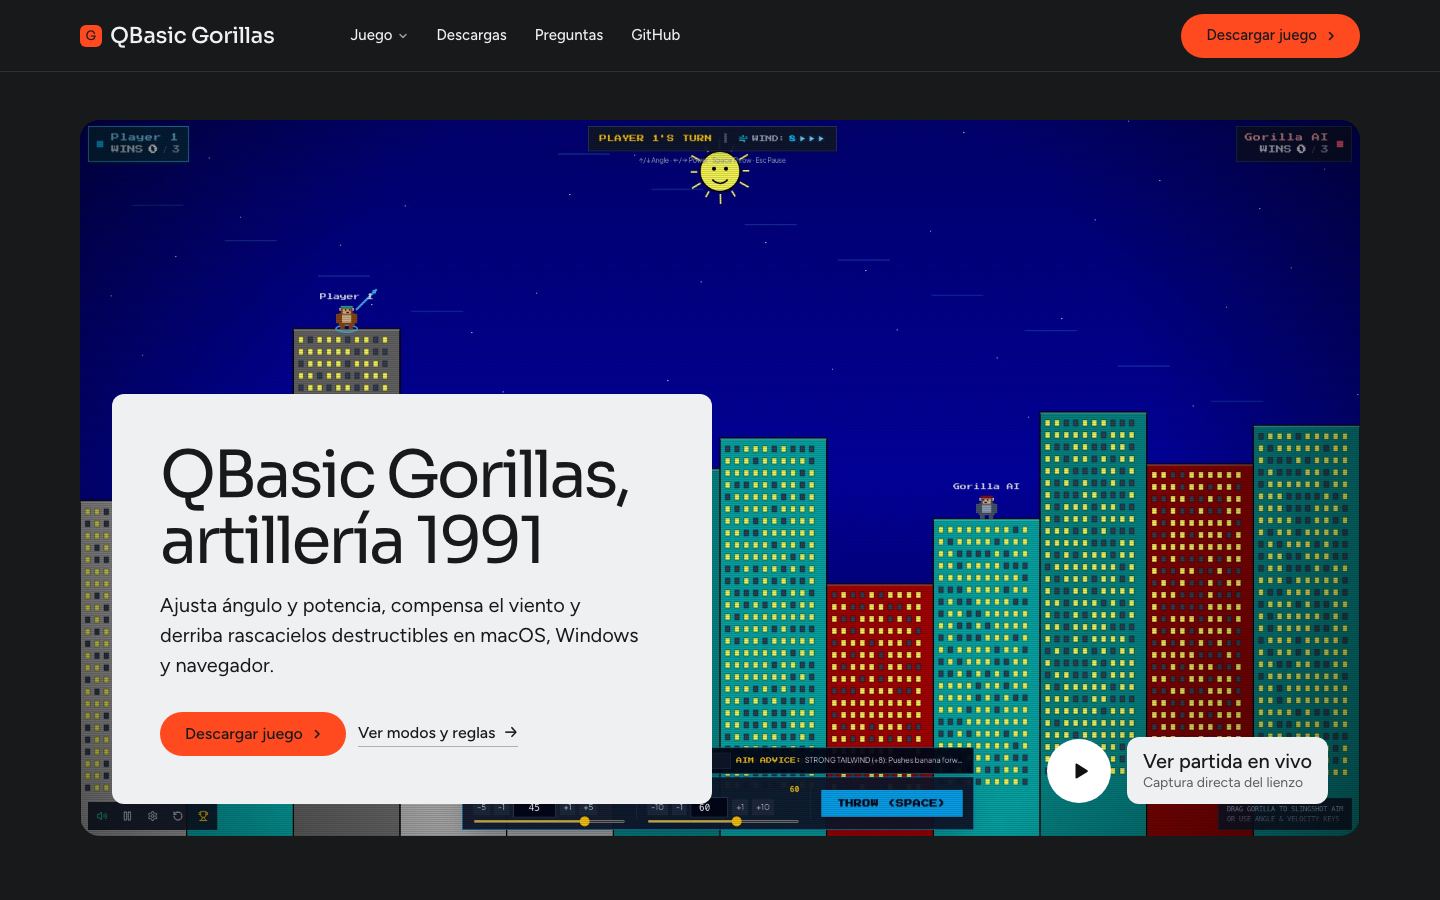 G QBasic Gorillas
Juego
Descargas
Preguntas
GitHub
Descargar juego
Player 1
WINS 0 / 3
PLAYER 1'S TURN
WIND: 8
Gorilla AI
WINS 0 / 3
Player 1
Gorilla AI
QBasic Gorillas,
artillería 1991
Ajusta ángulo y potencia, compensa el viento y
derriba rascacielos destructibles en macOS, Windows
y navegador.
Descargar juego
Ver modos y reglas
AIM ADVICE: STRONG TAILWIND (+8): Pushes banana forw...
60
-5 -1 45 +1 +5
-10 -1 60 +1 +10
THROW (SPACE)
Ver partida en vivo
Captura directa del lienzo
DRAG GORILLA TO SLINGSHOT AIM
OR USE ANGLE & VELOCITY KEYS